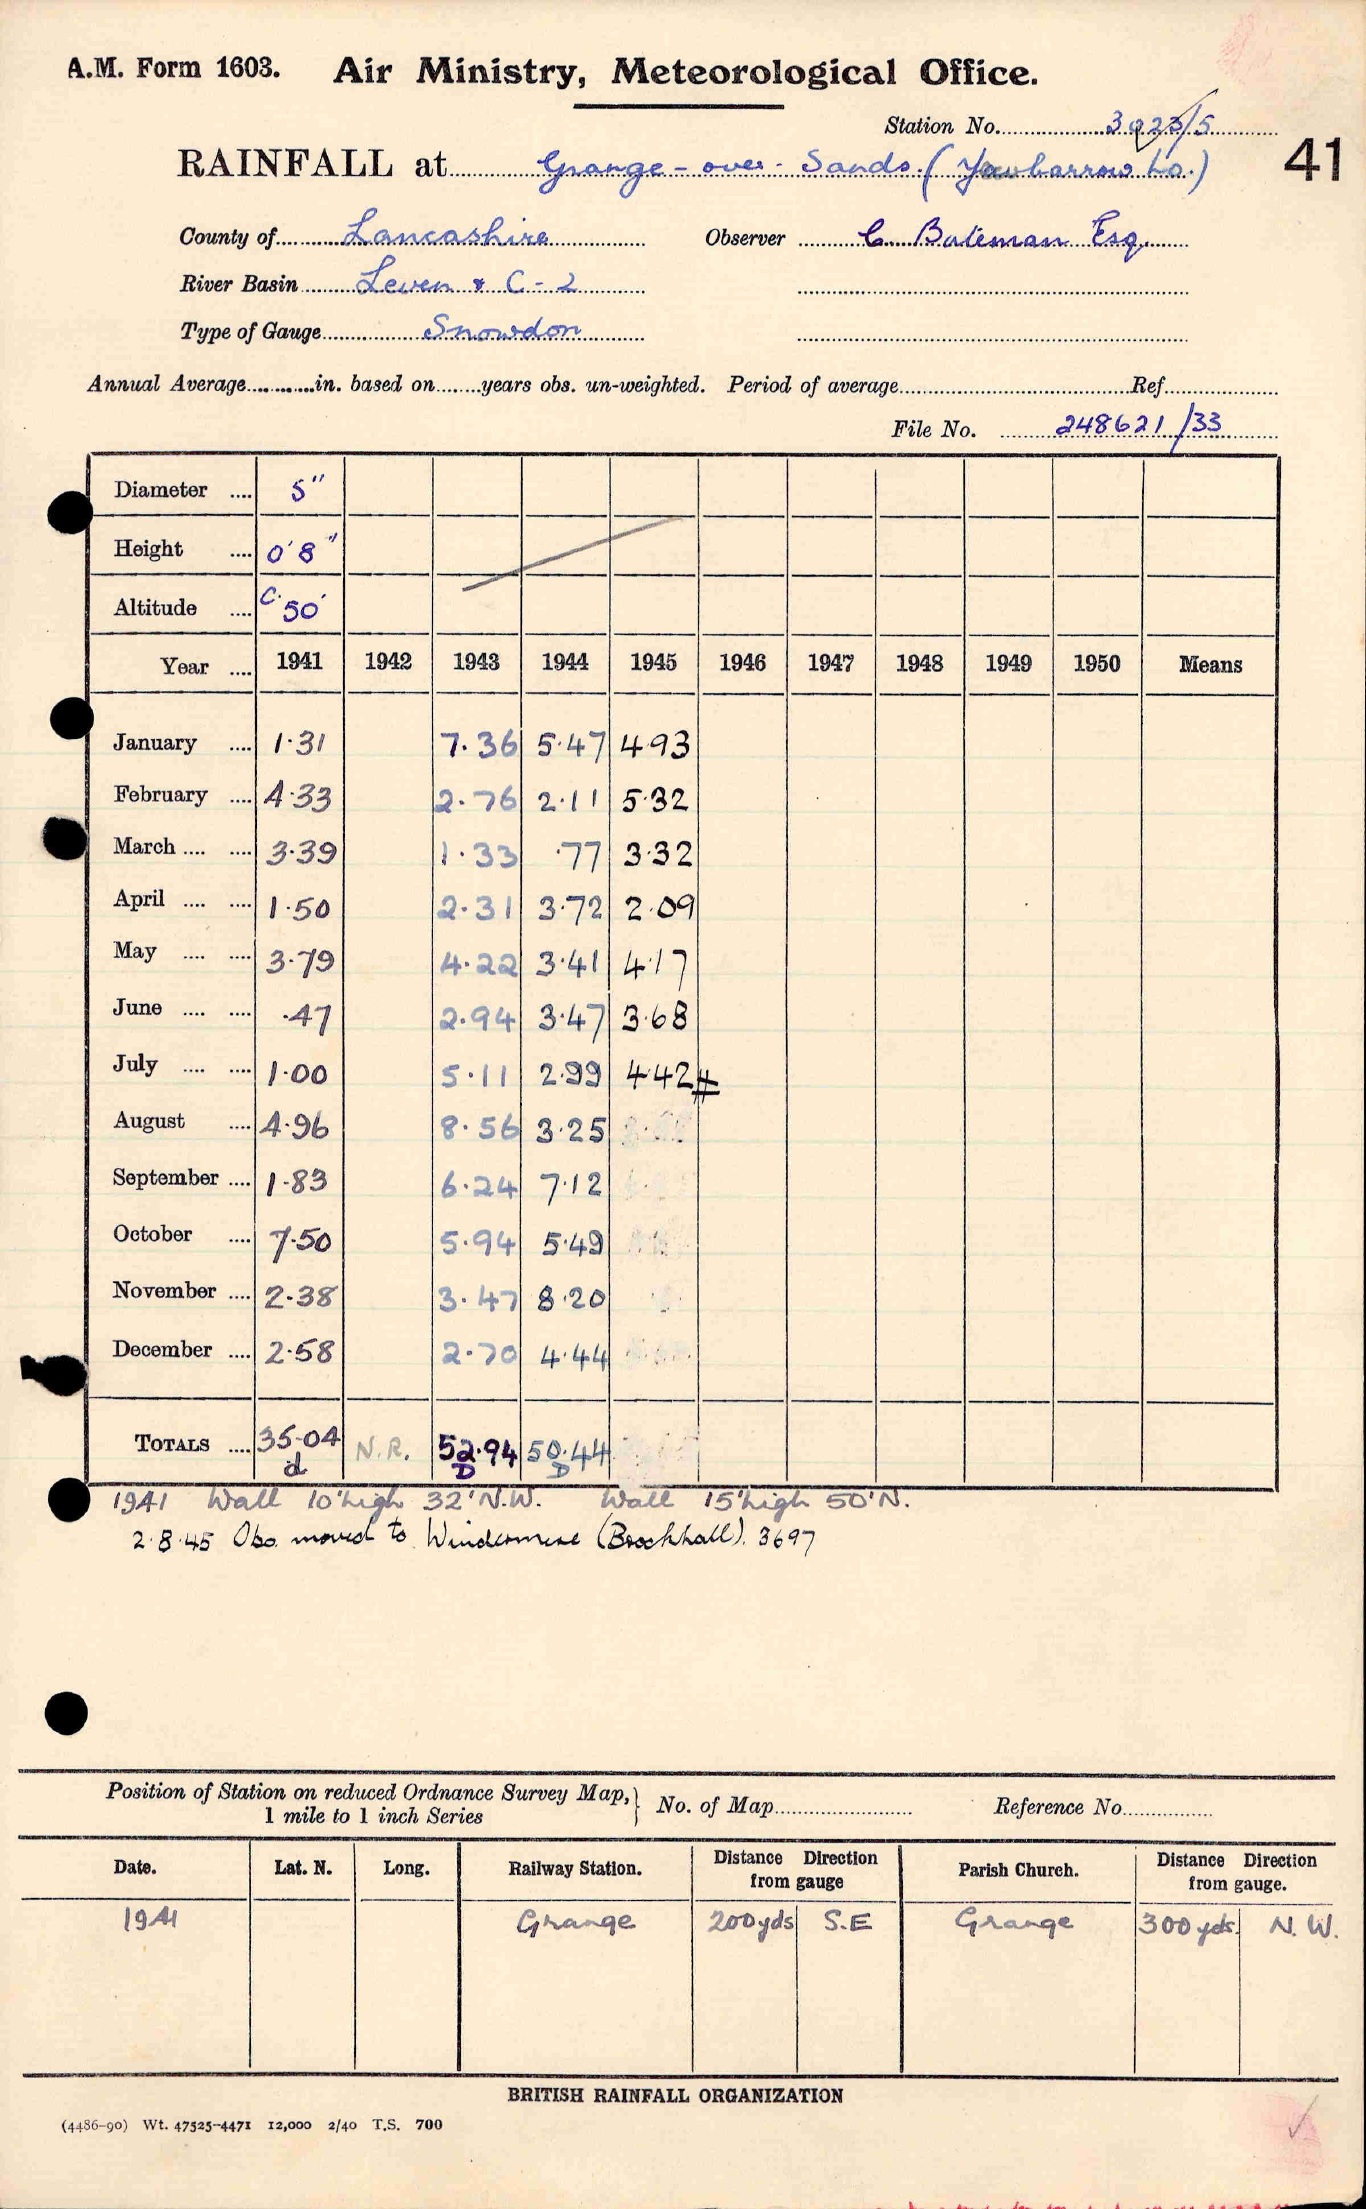 A.M. Form 1603. Air Ministry, Meteorological Office.
Station No. 3023/5
RAINFALL at Grange-over-Sands. (Yewbarrow Lo.) 41
County of Lancashire Observer C. Bateman Esq.
River Basin Leven & C-2
Type of Gauge Snowdon
Annual Average in. based on years obs. un-weighted. Period of average Ref.
File No. 248621/33
Diameter 5"
Height 0'8"
Altitude C. 50'
Year 1941 1942 1943 1944 1945 1946 1947 1948 1949 1950 Means
January 1.31 7.36 5.47 4.93
February 4.33 2.76 2.11 5.32
March 3.39 1.33 .77 3.32
April 1.50 2.31 3.72 2.09
May 3.79 4.22 3.41 4.17
June .47 2.94 3.47 3.68
July 1.00 5.11 2.99 4.42 #
August 4.96 8.56 3.25
September 1.83 6.24 7.12
October 7.50 5.94 5.49
November 2.38 3.47 8.20
December 2.58 2.70 4.44
TOTALS 35.04 N.R. 52.94 50.44
d D D
1941 Wall 10' high 32' N.W. Wall 15' high 50' N.
2.8.45 Obs. moved to Windermere (Brockhall). 3697
Position of Station on reduced Ordnance Survey Map, } No. of Map Reference No.
1 mile to 1 inch Series
Date. Lat. N. Long. Railway Station. Distance Direction from gauge Parish Church. Distance Direction from gauge.
1941 Grange 200 yds S.E Grange 300 yds. N.W.
BRITISH RAINFALL ORGANIZATION
(4486-90) Wt. 47525-4471 12,000 2/40 T.S. 700